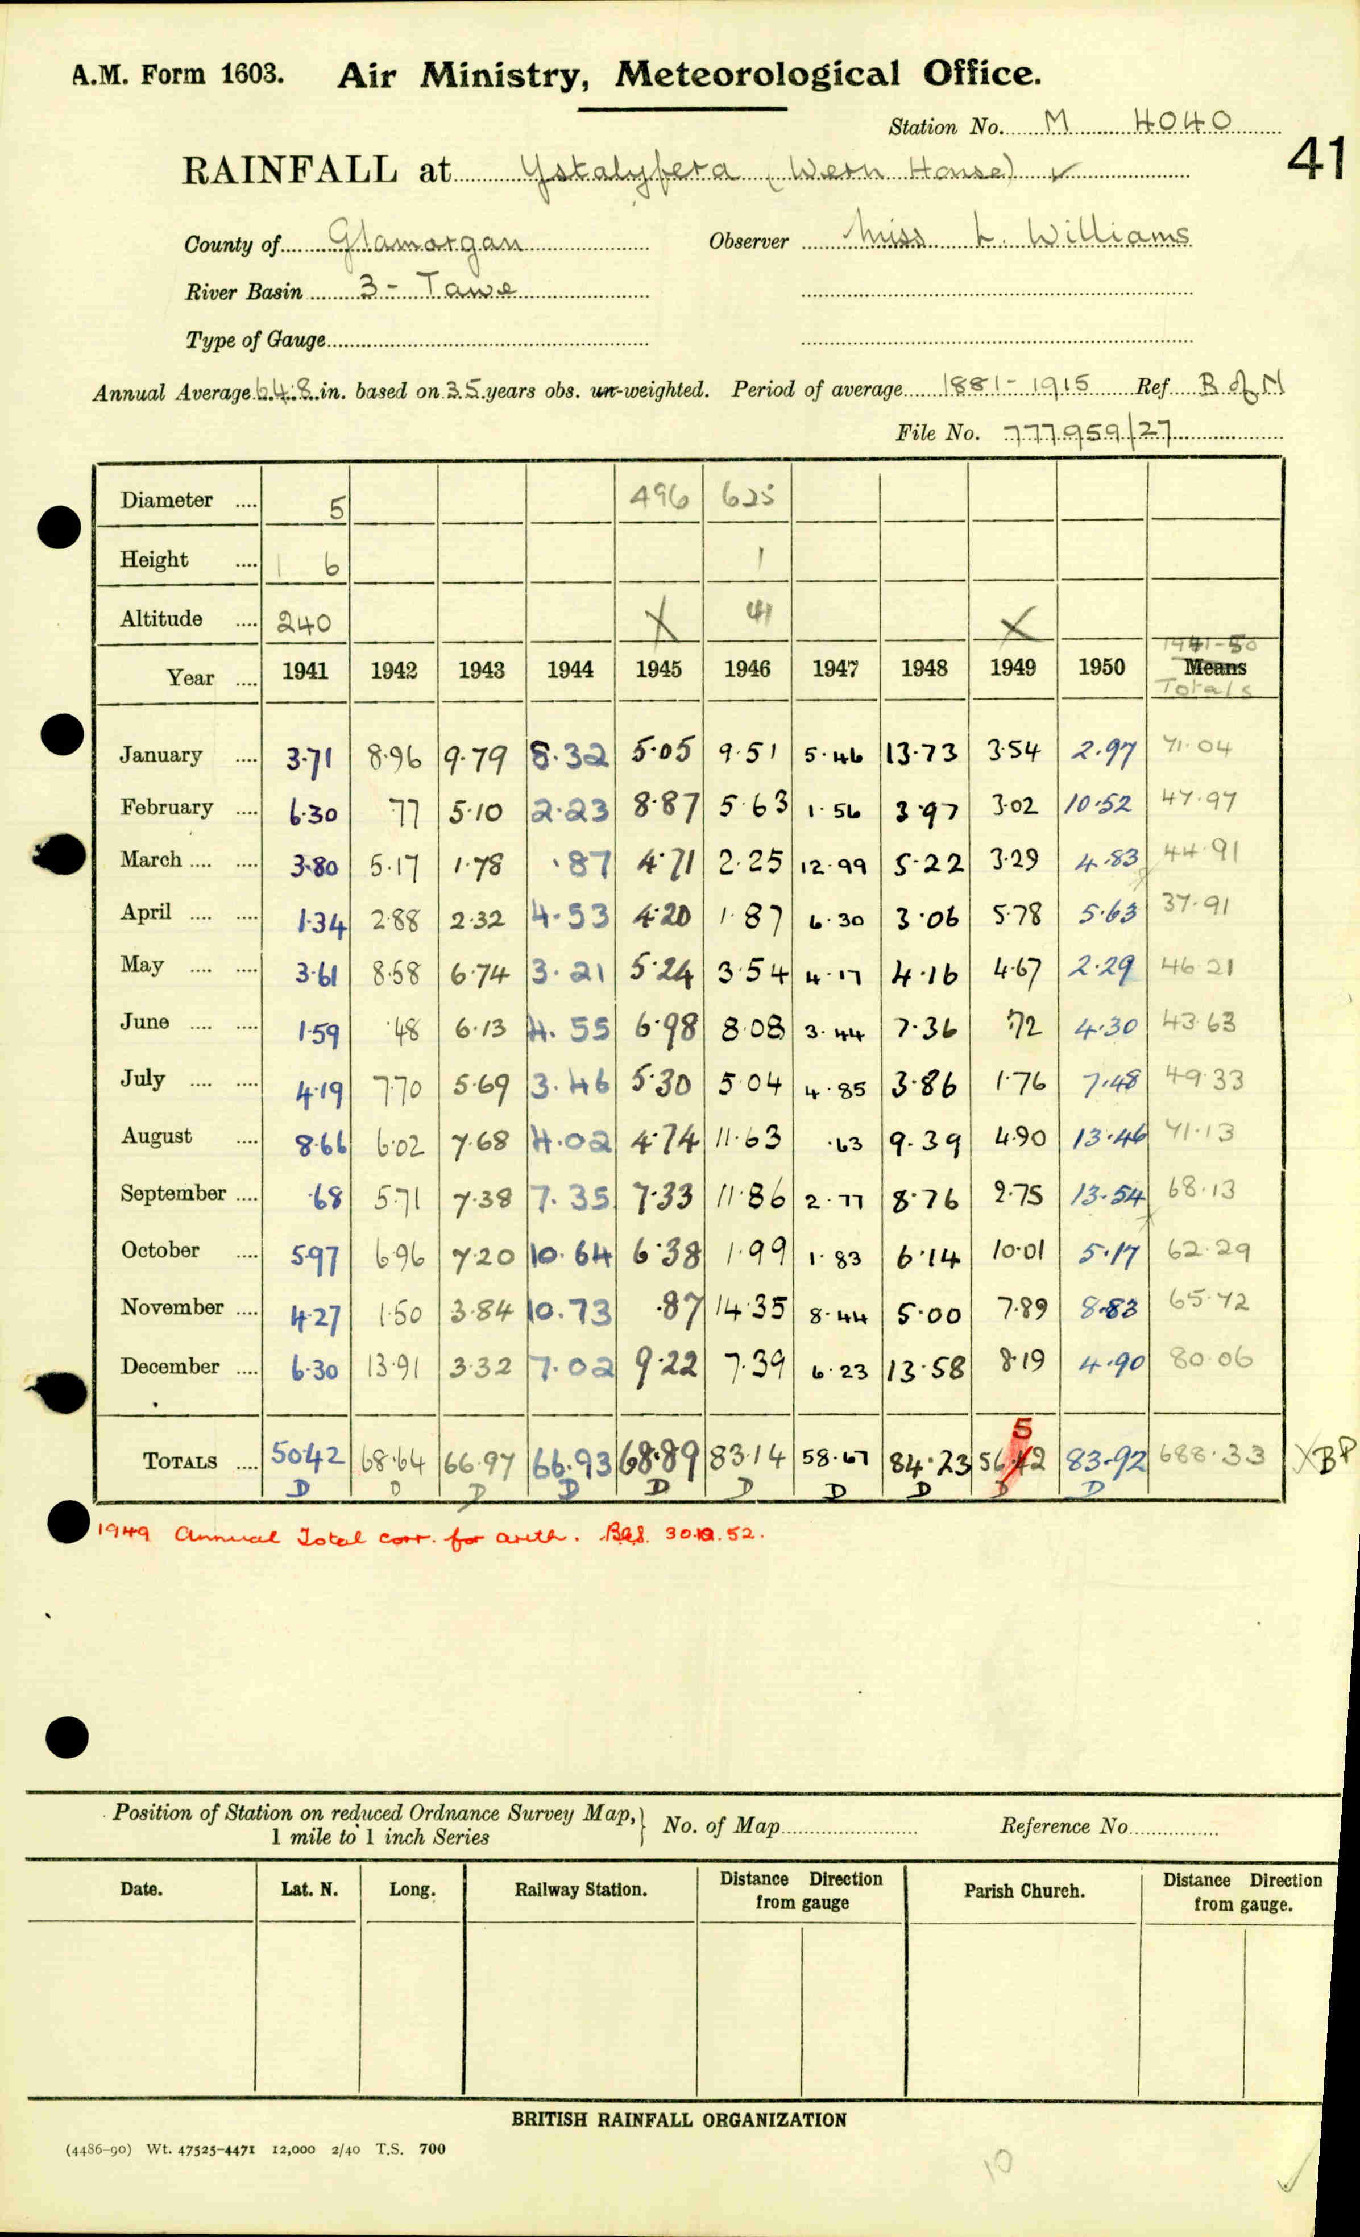 A.M. Form 1603. Air Ministry, Meteorological Office.
Station No. M 4040
41
RAINFALL at Ystalyfera (Wern House) ✓
County of Glamorgan Observer Miss L. Williams
River Basin 3 - Tawe
Type of Gauge
Annual Average 64.8 in. based on 35 years obs. un-weighted. Period of average 1881-1915 Ref B of N
File No. 777959/27
Diameter .... 5 496 625
Height .... 1 6 1
Altitude .... 240 X 41 X
1941-50
Year .... 1941 1942 1943 1944 1945 1946 1947 1948 1949 1950 Means
Totals
January .... 3.71 8.96 9.79 8.32 5.05 9.51 5.46 13.73 3.54 2.97 71.04
February .... 6.30 .77 5.10 2.23 8.87 5.63 1.56 3.97 3.02 10.52 47.97
March .... .... 3.80 5.17 1.78 .87 4.71 2.25 12.99 5.22 3.29 4.83 44.91
April .... .... 1.34 2.88 2.32 4.53 4.20 1.87 6.30 3.06 5.78 5.63 37.91
May .... .... 3.61 8.58 6.74 3.21 5.24 3.54 4.17 4.16 4.67 2.29 46.21
June .... .... 1.59 .48 6.13 4.55 6.98 8.08 3.44 7.36 .72 4.30 43.63
July .... .... 4.19 7.70 5.69 3.46 5.30 5.04 4.85 3.86 1.76 7.48 49.33
August .... 8.66 6.02 7.68 4.02 4.74 11.63 .63 9.39 4.90 13.46 71.13
September .... .68 5.71 7.38 7.35 7.33 11.86 2.77 8.76 2.75 13.54 68.13
October .... 5.97 6.96 7.20 10.64 6.38 1.99 1.83 6.14 10.01 5.17 62.29
November .... 4.27 1.50 3.84 10.73 .87 14.35 8.44 5.00 7.89 8.83 65.72
December .... 6.30 13.91 3.32 7.02 9.22 7.39 6.23 13.58 8.19 4.90 80.06
5
TOTALS .... 50.42 68.64 66.97 66.93 68.89 83.14 58.67 84.23 56.42 83.92 688.33 X BP
D D D D D D D D D D
1949 Annual Total corr. for arith. 52.
Position of Station on reduced Ordnance Survey Map, 1 mile to 1 inch Series } No. of Map Reference No.
Date. Lat. N. Long. Railway Station. Distance Direction from gauge Parish Church. Distance Direction from gauge.
BRITISH RAINFALL ORGANIZATION
(4486-90) Wt. 47525-4471 12,000 2/40 T.S. 700
10 ✓